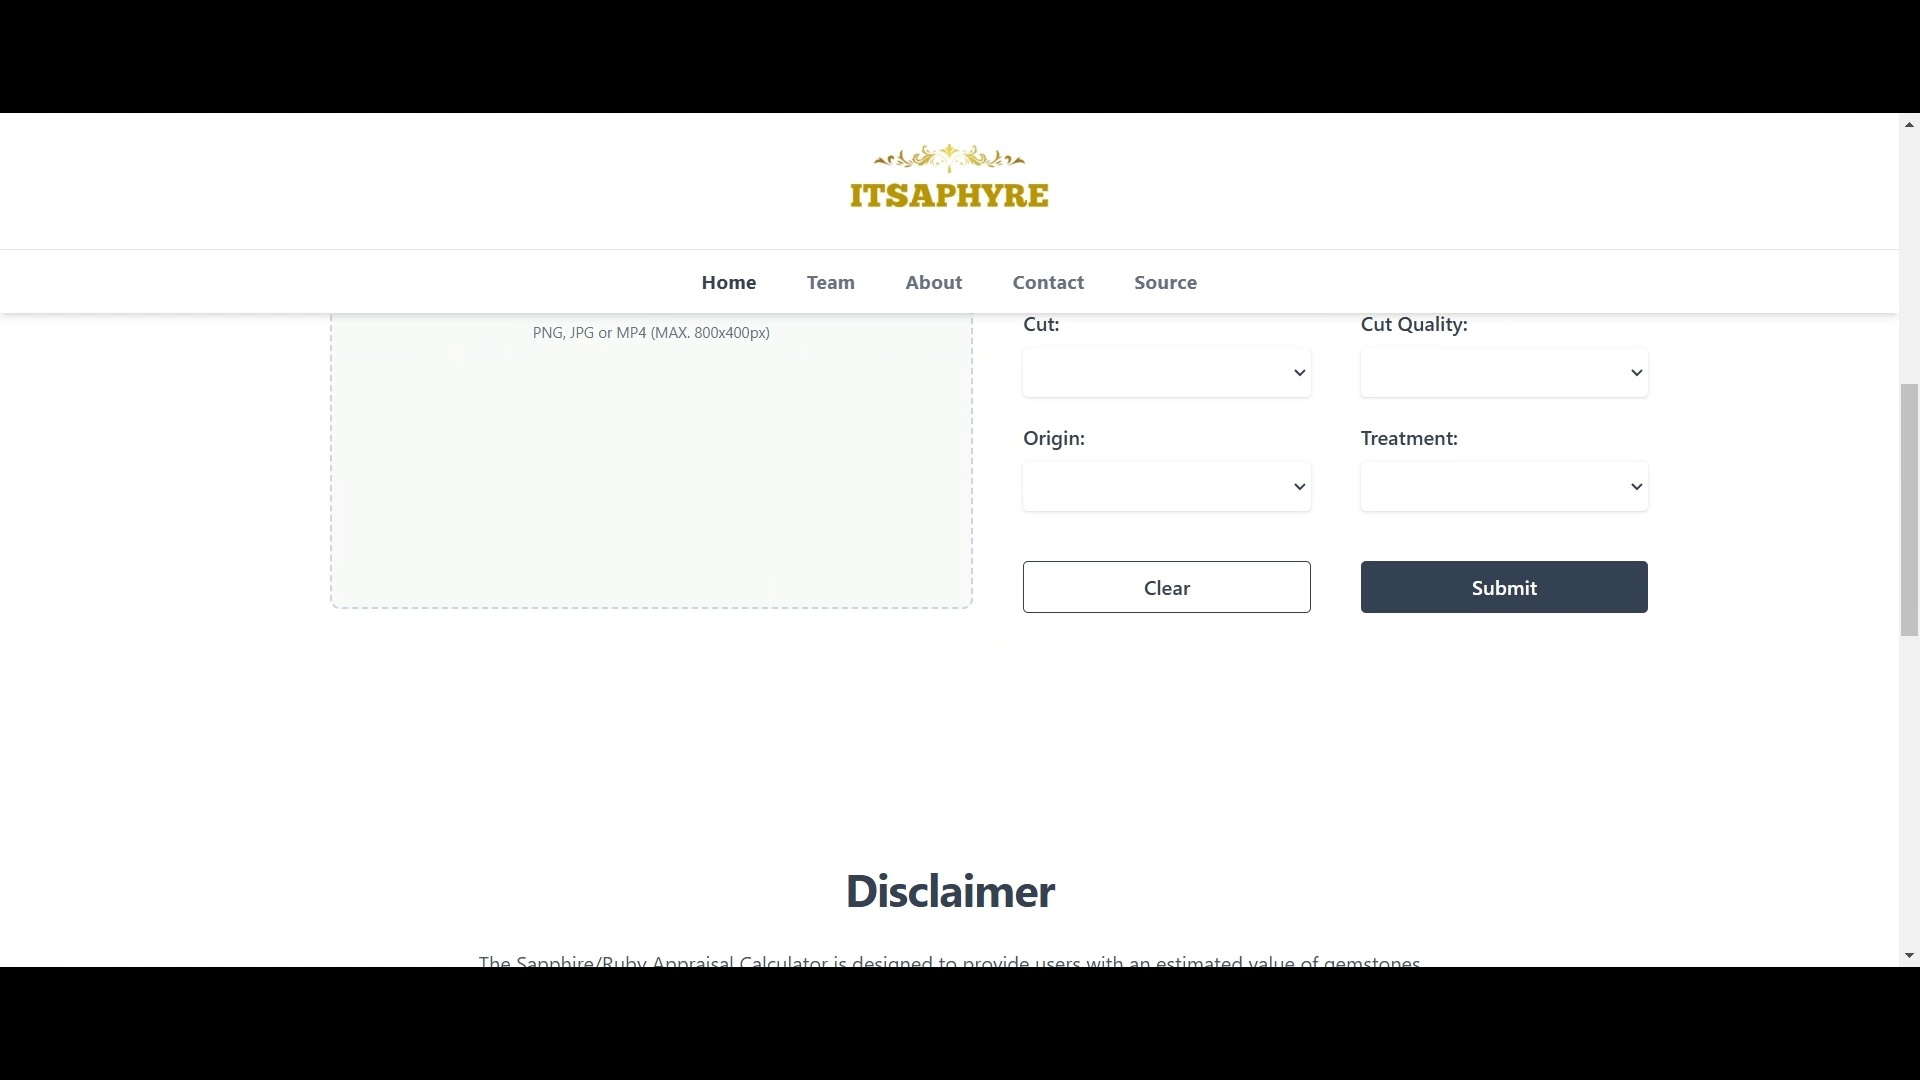 ITSAPHYRE
Home Team About Contact Source
PNG, JPG or MP4 (MAX. 800x400px)
Cut: Cut Quality:
Origin: Treatment:
Clear Submit
Disclaimer
The Sapphire/Ruby Appraisal Calculator is designed to provide users with an estimated value of gemstones